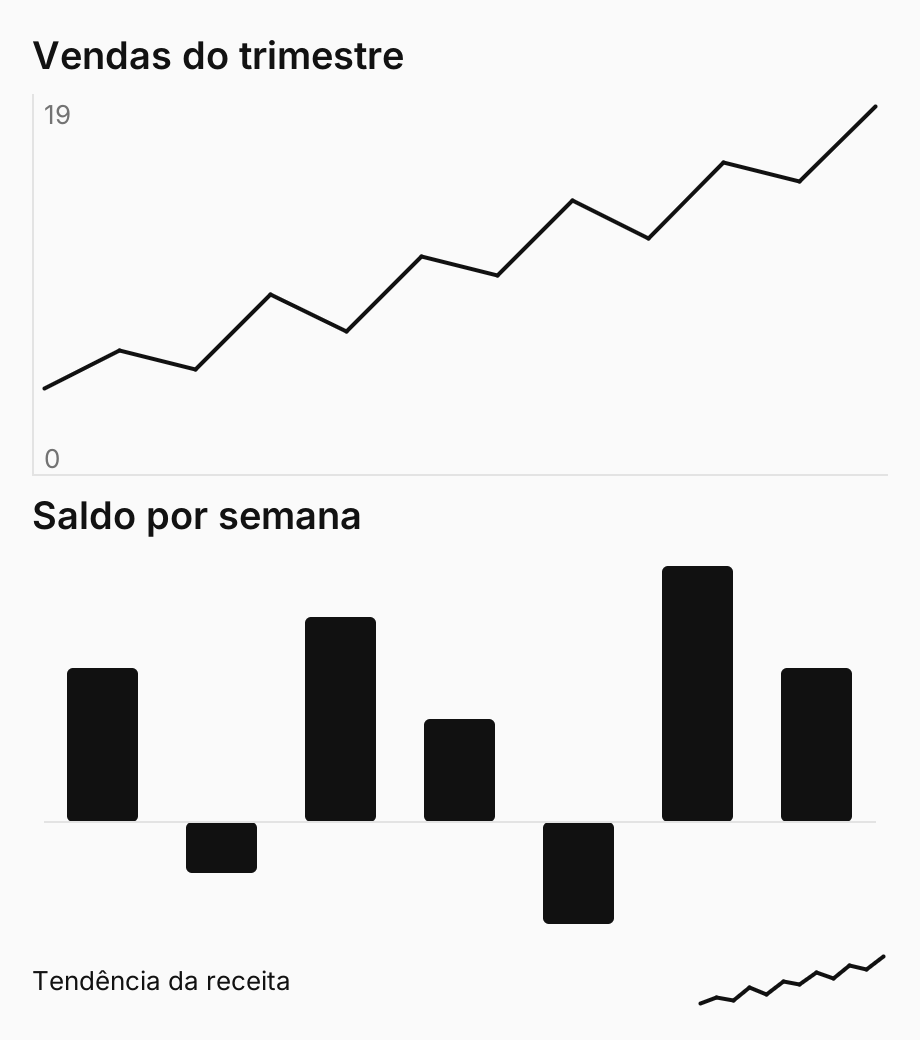 Vendas do trimestre
19
0
Saldo por semana
Tendência da receita